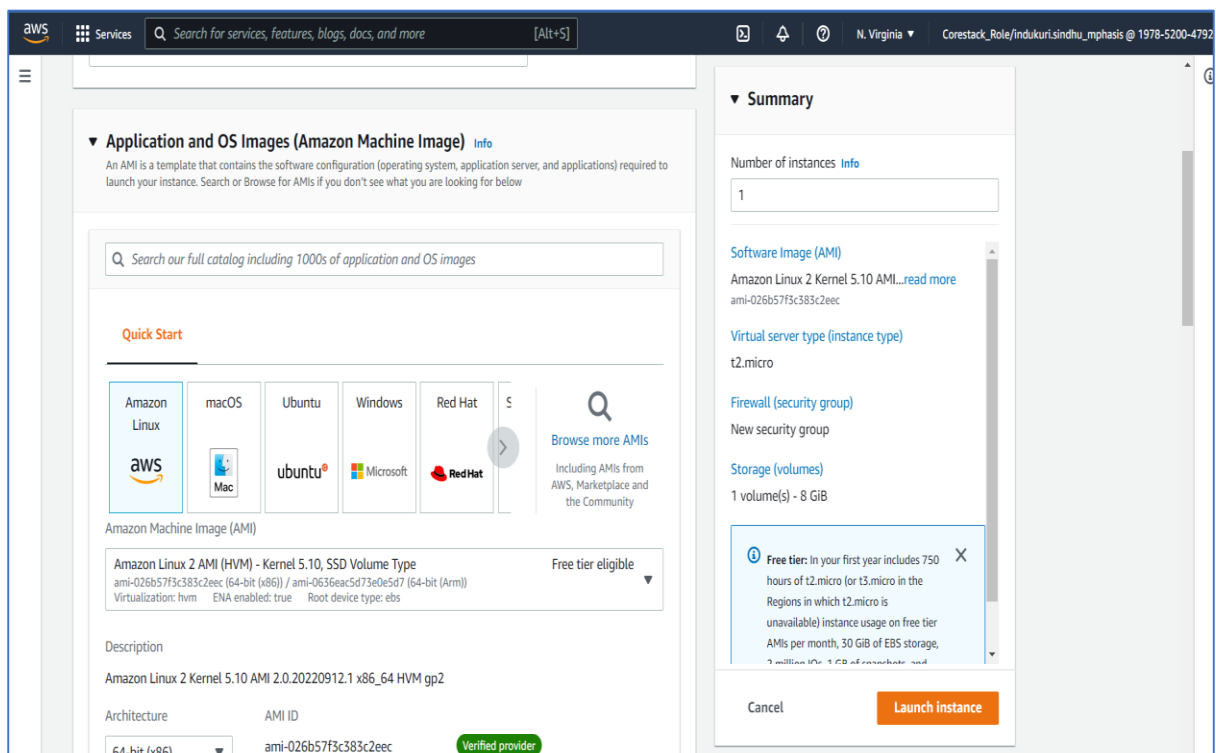 aws
Services
Search for services, features, blogs, docs, and more
[Alt+S]
N. Virginia ▼
Corestack_Role/indukuri.sindhu_mphasis @ 1978-5200-4792
▼ Application and OS Images (Amazon Machine Image) Info
An AMI is a template that contains the software configuration (operating system, application server, and applications) required to
launch your instance. Search or Browse for AMIs if you don't see what you are looking for below
Search our full catalog including 1000s of application and OS images
Quick Start
Amazon
Linux
aws
macOS
Mac
Ubuntu
ubuntu
Windows
Microsoft
Red Hat
Red Hat
S
Browse more AMIs
Including AMIs from
AWS, Marketplace and
the Community
Amazon Machine Image (AMI)
Amazon Linux 2 AMI (HVM) - Kernel 5.10, SSD Volume Type
Free tier eligible
ami-026b57f3c383c2eec (64-bit (x86)) / ami-0636eac5d73e0e5d7 (64-bit (Arm))
Virtualization: hvm ENA enabled: true Root device type: ebs
Description
Amazon Linux 2 Kernel 5.10 AMI 2.0.20220912.1 x86_64 HVM gp2
Architecture
AMI ID
64-bit (x86)
ami-026b57f3c383c2eec
Verified provider
▼ Summary
Number of instances Info
1
Software Image (AMI)
Amazon Linux 2 Kernel 5.10 AMI...read more
ami-026b57f3c383c2eec
Virtual server type (instance type)
t2.micro
Firewall (security group)
New security group
Storage (volumes)
1 volume(s) - 8 GiB
Free tier: In your first year includes 750
hours of t2.micro (or t3.micro in the
Regions in which t2.micro is
unavailable) instance usage on free tier
AMIs per month, 30 GiB of EBS storage,
2 million IOs, 1 GB of snapshots, and
Cancel
Launch instance